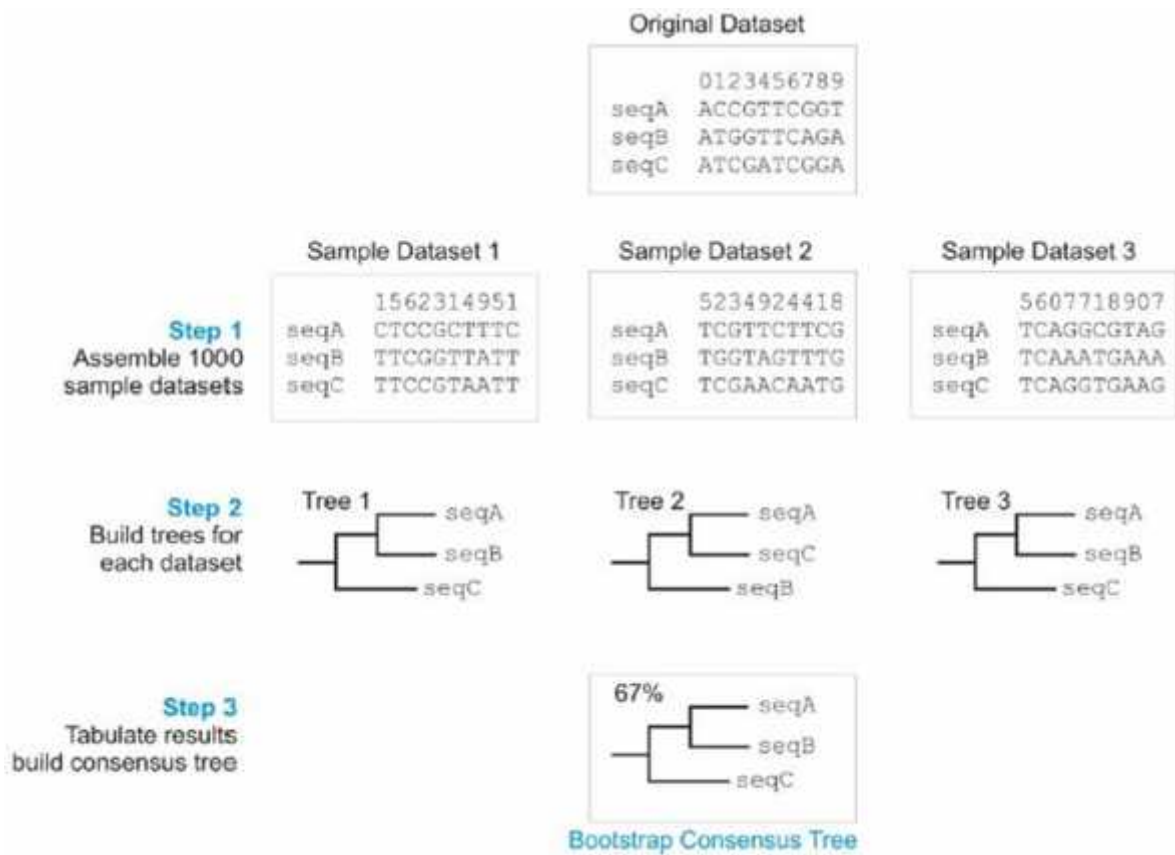 Original Dataset
0123456789
seqA ACCGTTCGGT
seqB ATGGTTCAGA
seqC ATCGATCGGA
Sample Dataset 1
Sample Dataset 2
Sample Dataset 3
Step 1
Assemble 1000
sample datasets
1562314951
seqA CTCCGCTTTC
seqB TTCGGTTATT
seqC TTCCGTAATT
5234924418
seqA TCGTTCTTCG
seqB TGGTAGTTTG
seqC TCGAACAATG
5607718907
seqA TCAGGCGTAG
seqB TCAAATGAAA
seqC TCAGGTGAAG
Step 2
Build trees for
each dataset
Tree 1
seqA
seqB
seqC
Tree 2
seqA
seqC
seqB
Tree 3
seqA
seqB
seqC
Step 3
Tabulate results
build consensus tree
67%
seqA
seqB
seqC
Bootstrap Consensus Tree